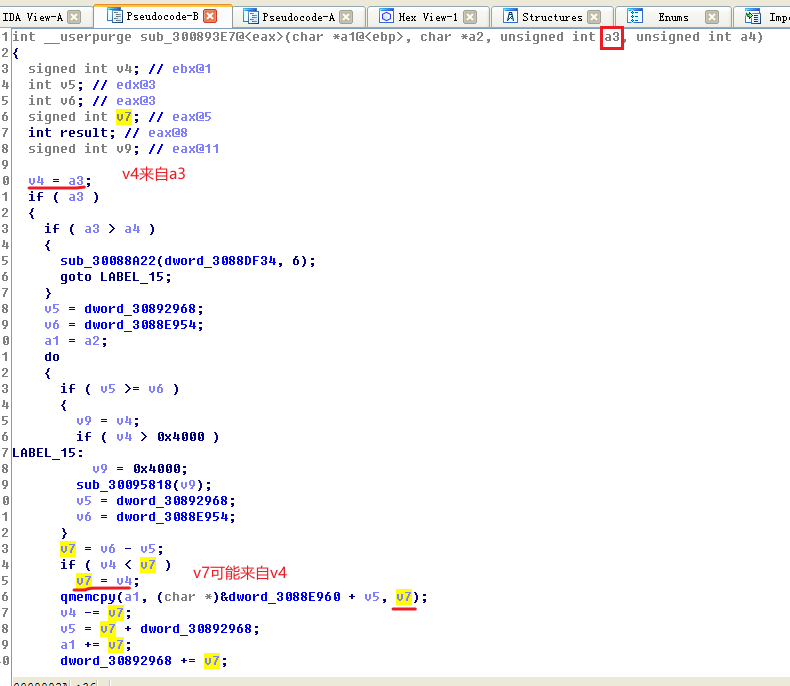 IDA View-A Pseudocode-B Pseudocode-A Hex View-1 Structures Enums Impo
1 int __userpurge sub_300893E7@<eax>(char *a1@<ebp>, char *a2, unsigned int a3, unsigned int a4)
2 {
3 signed int v4; // ebx@1
4 int v5; // edx@3
5 int v6; // eax@3
6 signed int v7; // eax@5
7 int result; // eax@8
8 signed int v9; // eax@11
9
0 v4 = a3; v4来自a3
1 if ( a3 )
2 {
3 if ( a3 > a4 )
4 {
5 sub_30088A22(dword_3088DF34, 6);
6 goto LABEL_15;
7 }
8 v5 = dword_30892968;
9 v6 = dword_3088E954;
0 a1 = a2;
1 do
2 {
3 if ( v5 >= v6 )
4 {
5 v9 = v4;
6 if ( v4 > 0x4000 )
7 LABEL_15:
8 v9 = 0x4000;
9 sub_30095818(v9);
0 v5 = dword_30892968;
1 v6 = dword_3088E954;
2 }
3 v7 = v6 - v5;
4 if ( v4 < v7 ) v7可能来自v4
5 v7 = v4;
6 qmemcpy(a1, (char *)&dword_3088E960 + v5, v7);
7 v4 -= v7;
8 v5 = v7 + dword_30892968;
9 a1 += v7;
0 dword_30892968 += v7;